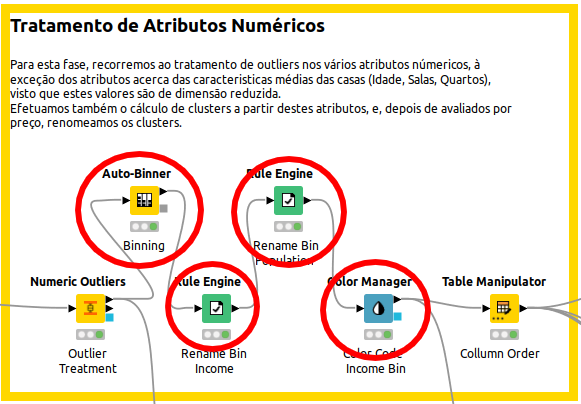 Tratamento de Atributos Numéricos
Para esta fase, recorremos ao tratamento de outliers nos vários atributos númericos, à
exceção dos atributos acerca das caracteristicas médias das casas (Idade, Salas, Quartos),
visto que estes valores são de dimensão reduzida.
Efetuamos também o cálculo de clusters a partir destes atributos, e, depois de avaliados por
preço, renomeamos os clusters.
Auto-Binner
Rule Engine
Binning
Rename Bin
Population
Numeric Outliers
Rule Engine
Color Manager
Table Manipulator
Outlier
Treatment
Rename Bin
Income
Color Code
Income Bin
Collumn Order